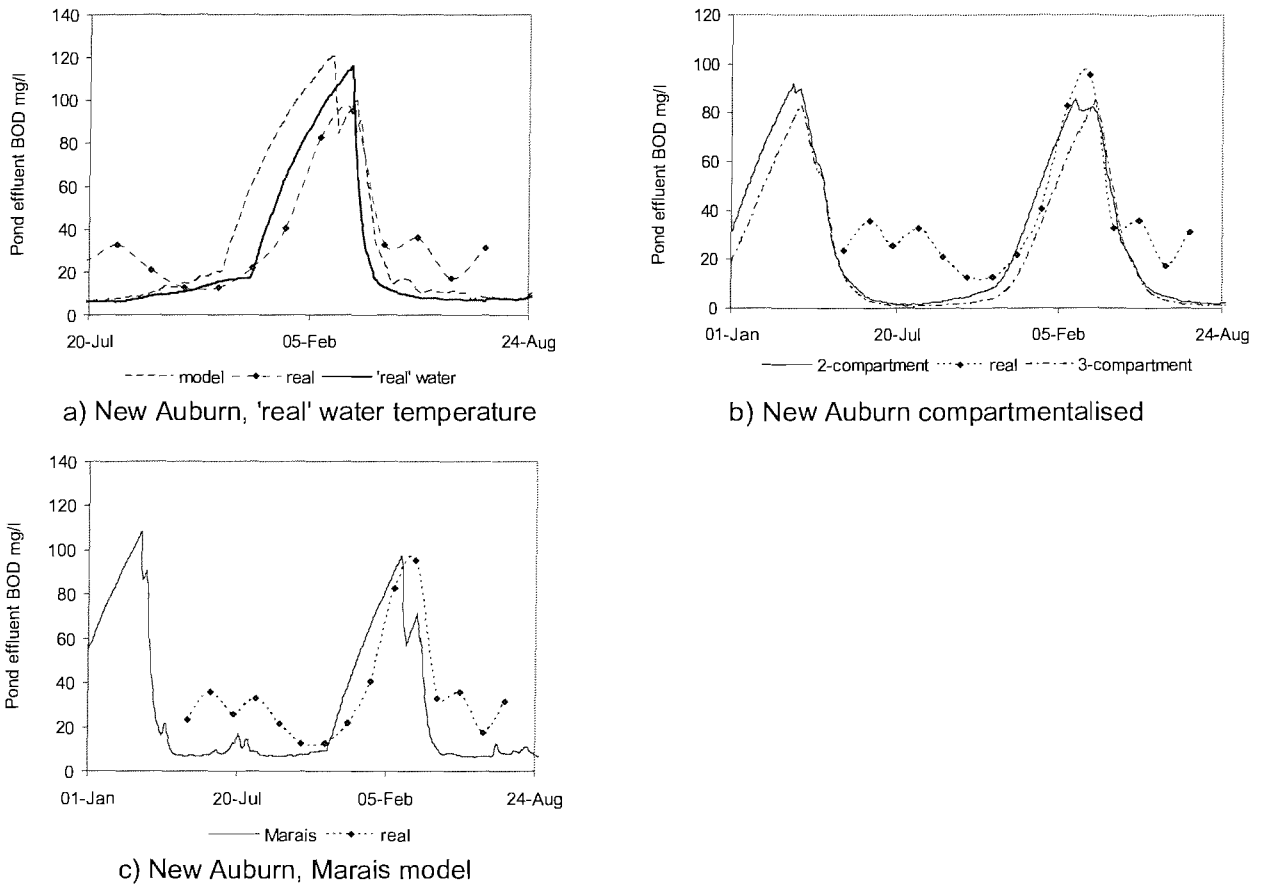 140
120
100
80
60
40
20
0
Pond effluent BOD mg/l
20-Jul 05-Feb 24-Aug
model real 'real' water
a) New Auburn, 'real' water temperature
120
100
80
60
40
20
0
Pond effluent BOD mg/l
01-Jan 20-Jul 05-Feb 24-Aug
2-compartment real 3-compartment
b) New Auburn compartmentalised
140
120
100
80
60
40
20
0
Pond effluent BOD mg/l
01-Jan 20-Jul 05-Feb 24-Aug
Marais real
c) New Auburn, Marais model